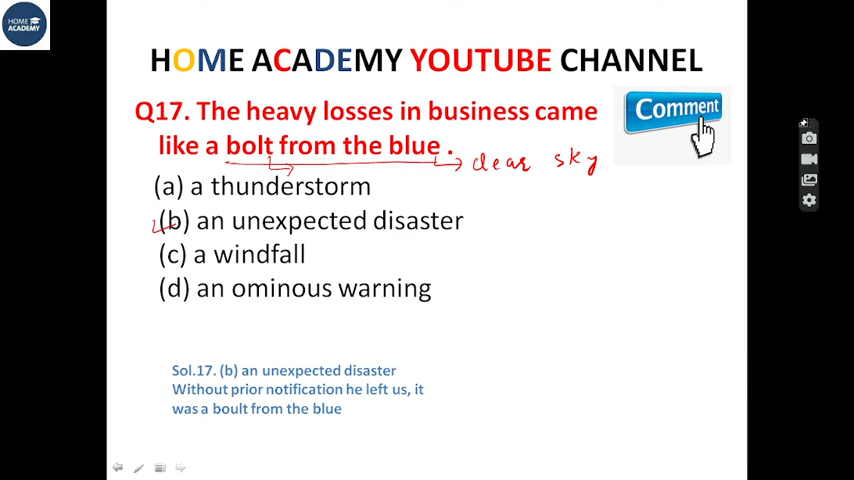 HOME
ACADEMY
HOME ACADEMY YOUTUBE CHANNEL
Q17. The heavy losses in business came
like a bolt from the blue .
clear sky
Comment
(a) a thunderstorm
(b) an unexpected disaster
(c) a windfall
(d) an ominous warning
Sol.17. (b) an unexpected disaster
Without prior notification he left us, it
was a boult from the blue